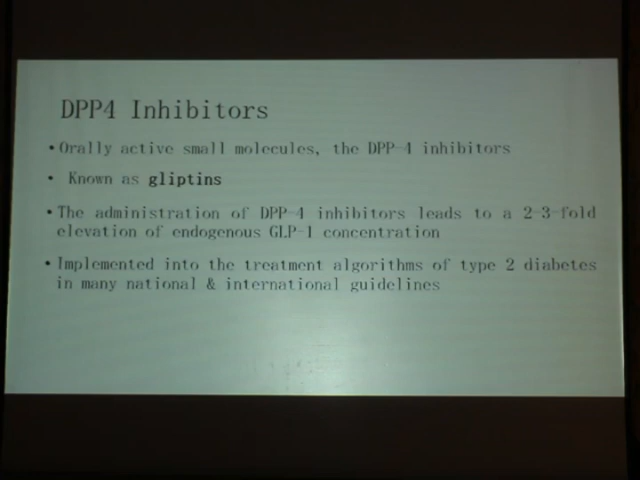 DPP4 Inhibitors
•Orally active small molecules, the DPP-4 inhibitors
• Known as gliptins
•The administration of DPP-4 inhibitors leads to a 2-3-fold
elevation of endogenous GLP-1 concentration
•Implemented into the treatment algorithms of type 2 diabetes
in many national & international guidelines